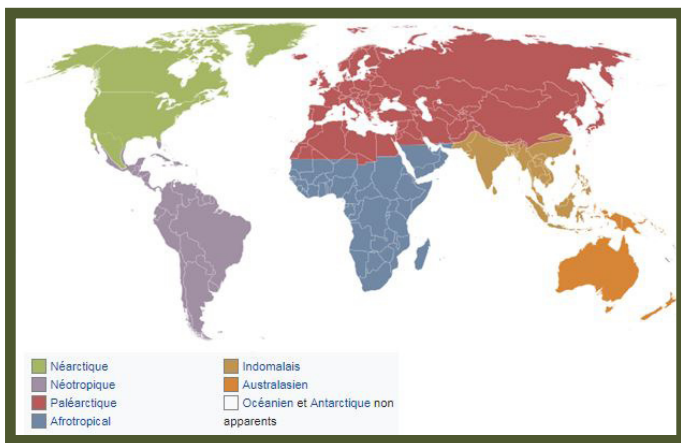 Néarctique
Néotropique
Paléarctique
Afrotropical
Indomalais
Australasien
Océanien et Antarctique non
apparents